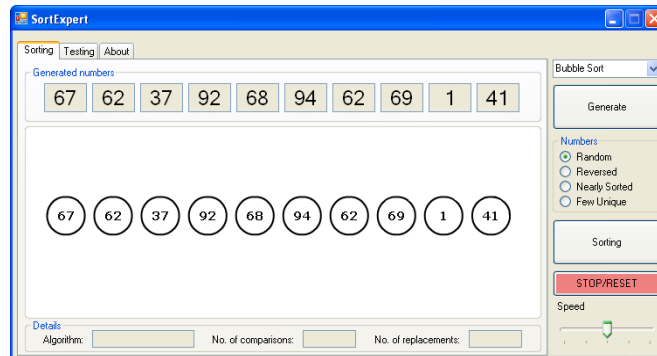 SortExpert
Sorting Testing About
Generated numbers
67 62 37 92 68 94 62 69 1 41
67 62 37 92 68 94 62 69 1 41
Details
Algorithm: No. of comparisons: No. of replacements:
Bubble Sort
Generate
Numbers
Random
Reversed
Nearly Sorted
Few Unique
Sorting
STOP/RESET
Speed